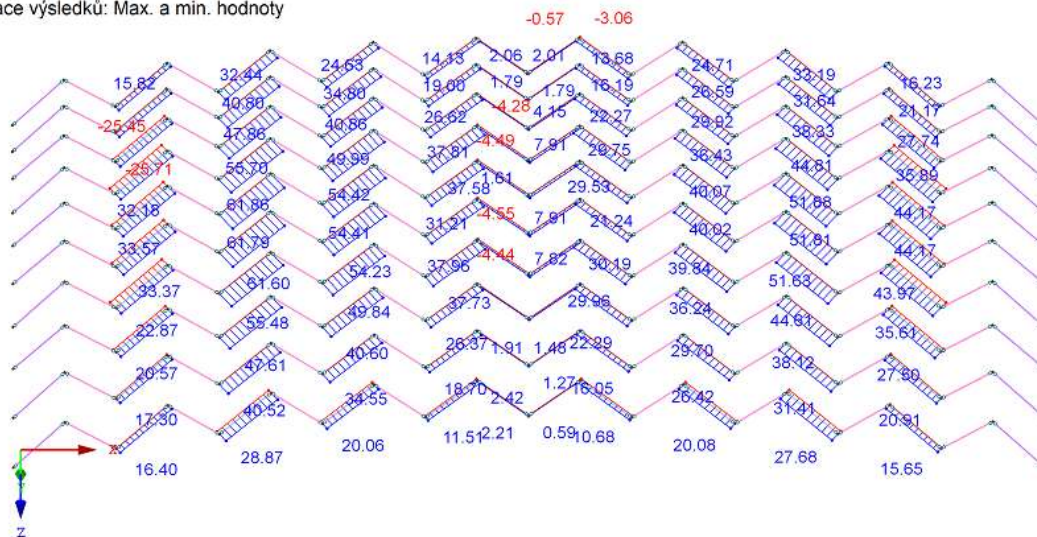 ace výsledků: Max. a min. hodnoty
-0.57 -3.06
15.82 32.44 24.63 14.13 2.06 2.01 13.68 24.71 33.19 16.23
40.80 34.80 19.00 1.79 1.79 16.19 26.59 31.64 21.17
-25.45 47.86 40.86 26.62 -4.28 4.15 22.27 29.92 38.33 27.74
-25.71 55.70 49.99 37.81 -4.49 7.91 29.75 36.43 44.81 35.89
32.18 61.86 54.42 37.58 1.61 29.53 40.07 51.88 44.17
33.57 61.79 54.41 31.21 -4.55 7.91 21.24 40.02 51.81 44.17
33.37 61.60 54.23 37.96 -4.44 7.82 30.19 39.84 51.63 43.97
22.87 55.48 49.84 37.73 29.96 36.24 44.61 35.61
20.57 47.61 40.60 26.37 1.91 1.48 22.29 29.70 38.12 27.50
17.30 40.52 34.55 18.70 2.42 1.27 16.05 26.42 31.41 20.91
16.40 28.87 20.06 11.51 2.21 0.59 10.68 20.08 27.68 15.65
x
z